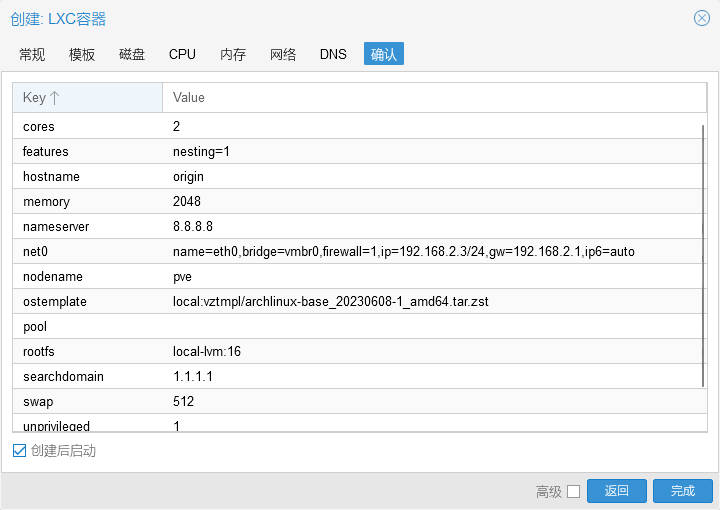 创建: LXC容器
常规 模板 磁盘 CPU 内存 网络 DNS 确认
Key Value
cores 2
features nesting=1
hostname origin
memory 2048
nameserver 8.8.8.8
net0 name=eth0,bridge=vmbr0,firewall=1,ip=192.168.2.3/24,gw=192.168.2.1,ip6=auto
nodename pve
ostemplate local:vztmpl/archlinux-base_20230608-1_amd64.tar.zst
pool
rootfs local-lvm:16
searchdomain 1.1.1.1
swap 512
unprivileged 1
创建后启动
高级 返回 完成